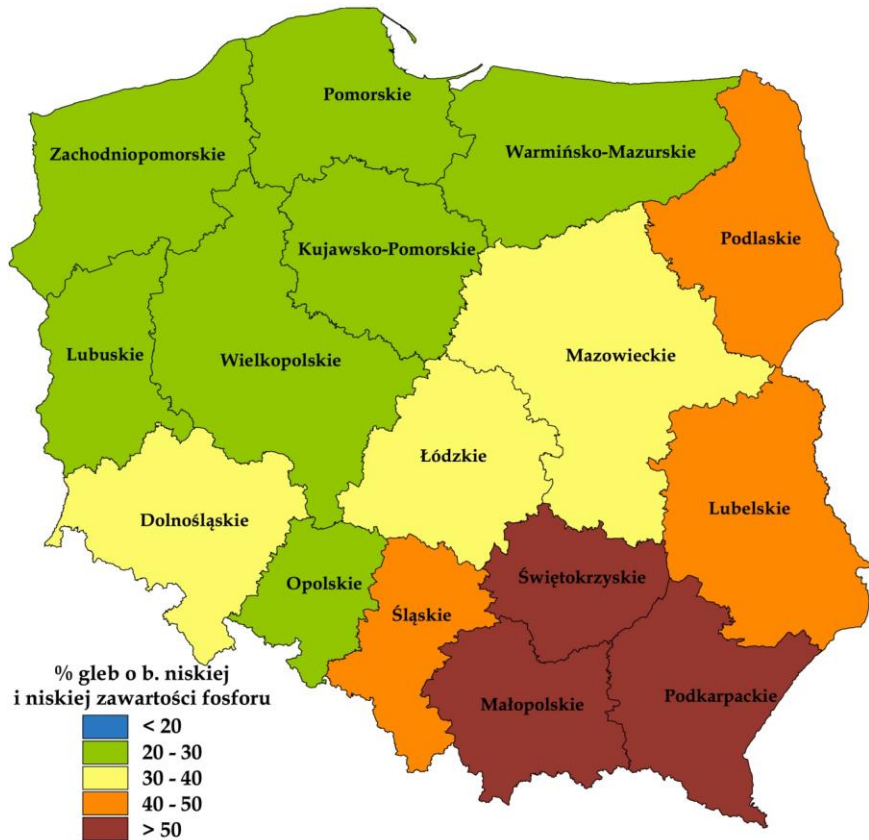 Pomorskie
Zachodniopomorskie
Warmińsko-Mazurskie
Podlaskie
Kujawsko-Pomorskie
Lubuskie
Wielkopolskie
Mazowieckie
Łódzkie
Lubelskie
Dolnośląskie
Opolskie
Śląskie
Świętokrzyskie
Małopolskie
Podkarpackie
% gleb o b. niskiej
i niskiej zawartości fosforu
< 20
20 - 30
30 - 40
40 - 50
> 50